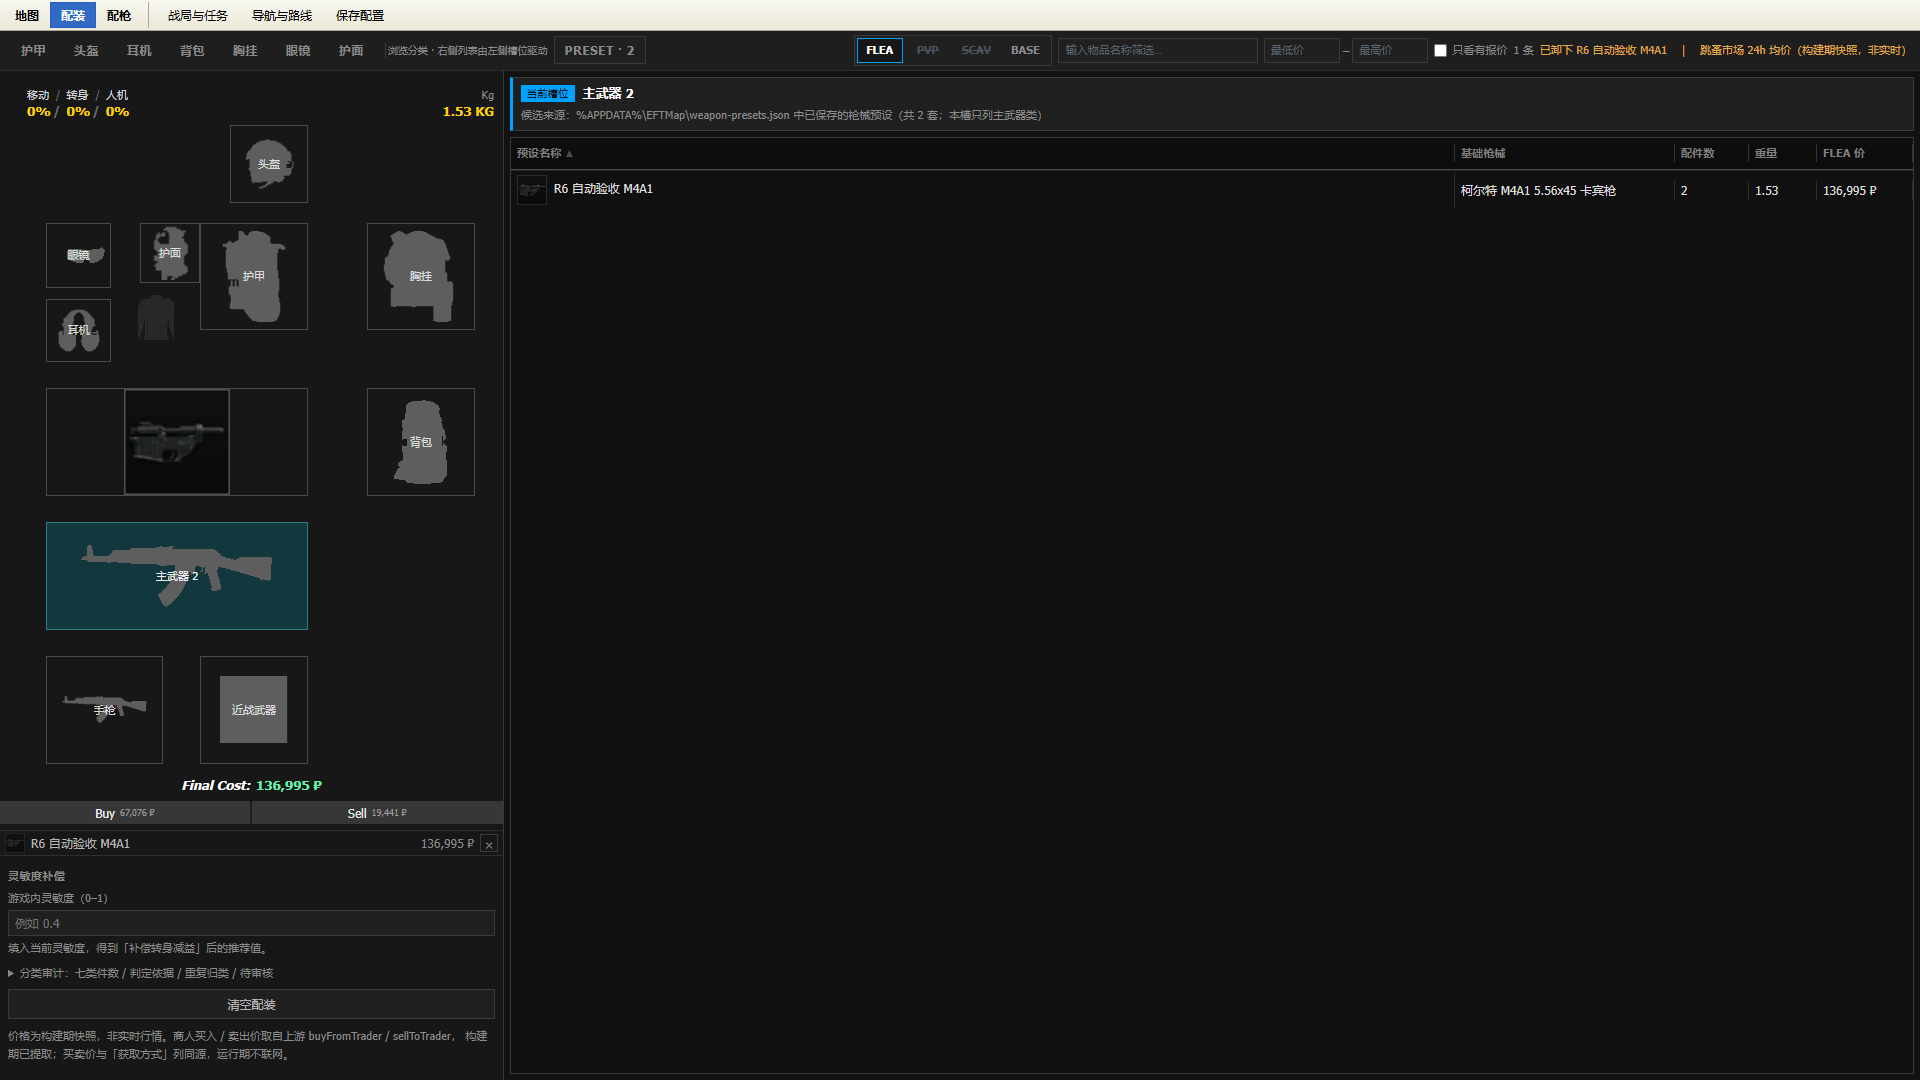 地图 配装 配枪 战局与任务 导航与路线 保存配置
护甲 头盔 耳机 背包 胸挂 眼镜 护面 浏览分类 · 右侧列表由左侧槽位驱动 PRESET · 2 FLEA PVP SCAV BASE 输入物品名称筛选... 最低价 – 最高价 只看有报价 1 条 已卸下 R6 自动验收 M4A1 | 跳蚤市场 24h 均价（构建期快照，非实时）
移动 / 转身 / 人机 Kg
0% / 0% / 0% 1.53 KG
头盔
眼镜
护面
护甲
胸挂
耳机
背包
主武器 2
手枪
近战武器
Final Cost: 136,995 ₽
Buy 67,076 ₽ Sell 19,441 ₽
R6 自动验收 M4A1 136,995 ₽ ×
灵敏度补偿
游戏内灵敏度（0–1）
例如 0.4
填入当前灵敏度，得到「补偿转身减益」后的推荐值。
▶ 分类审计：七类件数 / 判定依据 / 重复归类 / 待审核
清空配装
价格为构建期快照，非实时行情。商人买入 / 卖出价取自上游 buyFromTrader / sellToTrader， 构建
期已提取；买卖价与「获取方式」列同源，运行期不联网。
当前槽位 主武器 2
候选来源：%APPDATA%\EFTMap\weapon-presets.json 中已保存的枪械预设（共 2 套；本槽只列主武器类）
预设名称 ▲ 基础枪械 配件数 重量 FLEA 价
R6 自动验收 M4A1 柯尔特 M4A1 5.56x45 卡宾枪 2 1.53 136,995 ₽